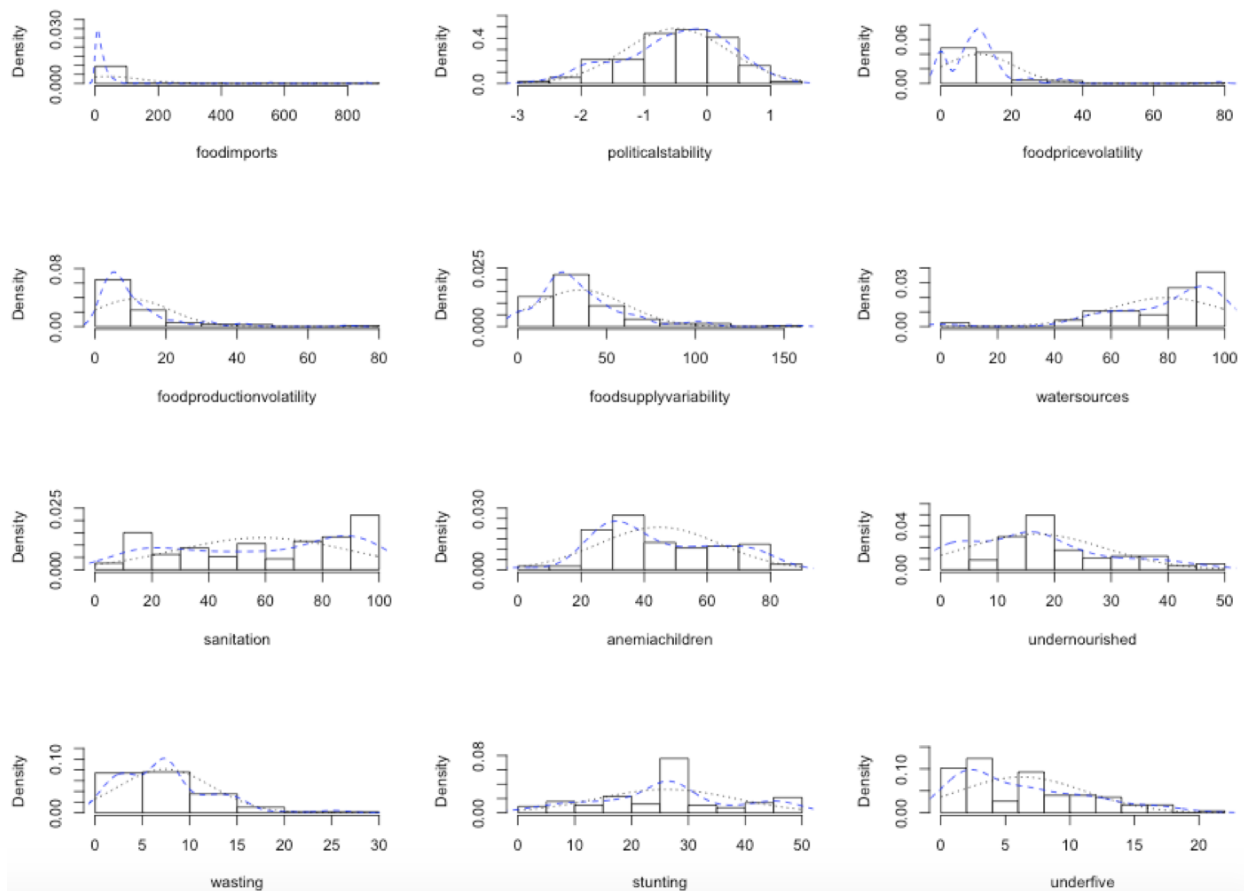 Density 0.000 0.030
0 200 400 600 800
foodimports
Density 0.0 0.4
-3 -2 -1 0 1
politicalstability
Density 0.00 0.06
0 20 40 60 80
foodpricevolatility
Density 0.00 0.08
0 20 40 60 80
foodproductionvolatility
Density 0.000 0.025
0 50 100 150
foodsupplyvariability
Density 0.00 0.03
0 20 40 60 80 100
watersources
Density 0.000 0.025
0 20 40 60 80 100
sanitation
Density 0.000 0.030
0 20 40 60 80
anemiachildren
Density 0.00 0.04
0 10 20 30 40 50
undernourished
Density 0.00 0.10
0 5 10 15 20 25 30
wasting
Density 0.00 0.08
0 10 20 30 40 50
stunting
Density 0.00 0.10
0 5 10 15 20
underfive